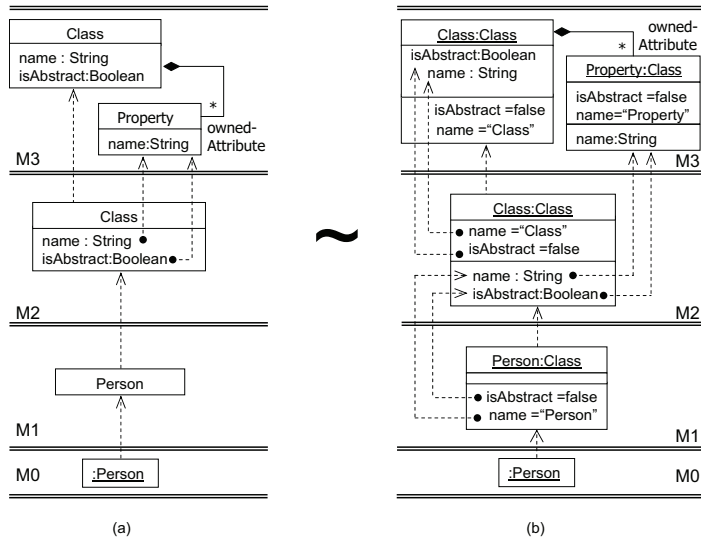 Class
name : String
isAbstract:Boolean
*
Property
name:String
owned-
Attribute
M3
Class
name : String
isAbstract:Boolean
M2
Person
M1
M0
:Person
(a)
~
Class:Class
isAbstract:Boolean
name : String
isAbstract =false
name ="Class"
owned-
Attribute
*
Property:Class
isAbstract =false
name="Property"
name:String
M3
Class:Class
name ="Class"
isAbstract =false
name : String
isAbstract:Boolean
M2
Person:Class
isAbstract =false
name ="Person"
M1
:Person
M0
(b)